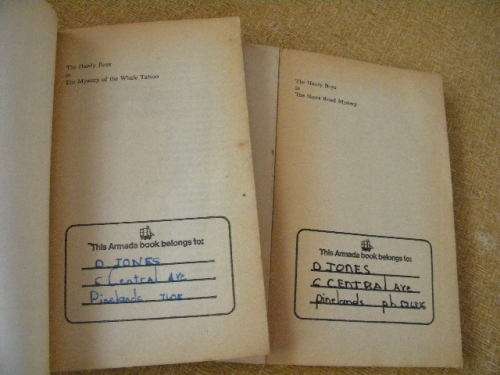 The Hardy Boys
in
The Mystery of the Whale Tattoo
This Armada book belongs to:
D JONES
6 Central Ave
Pinelands
The Hardy Boys
in
The Shore Road Mystery
This Armada book belongs to:
D JONES
6 CENTRAL Ave
Pinelands ph